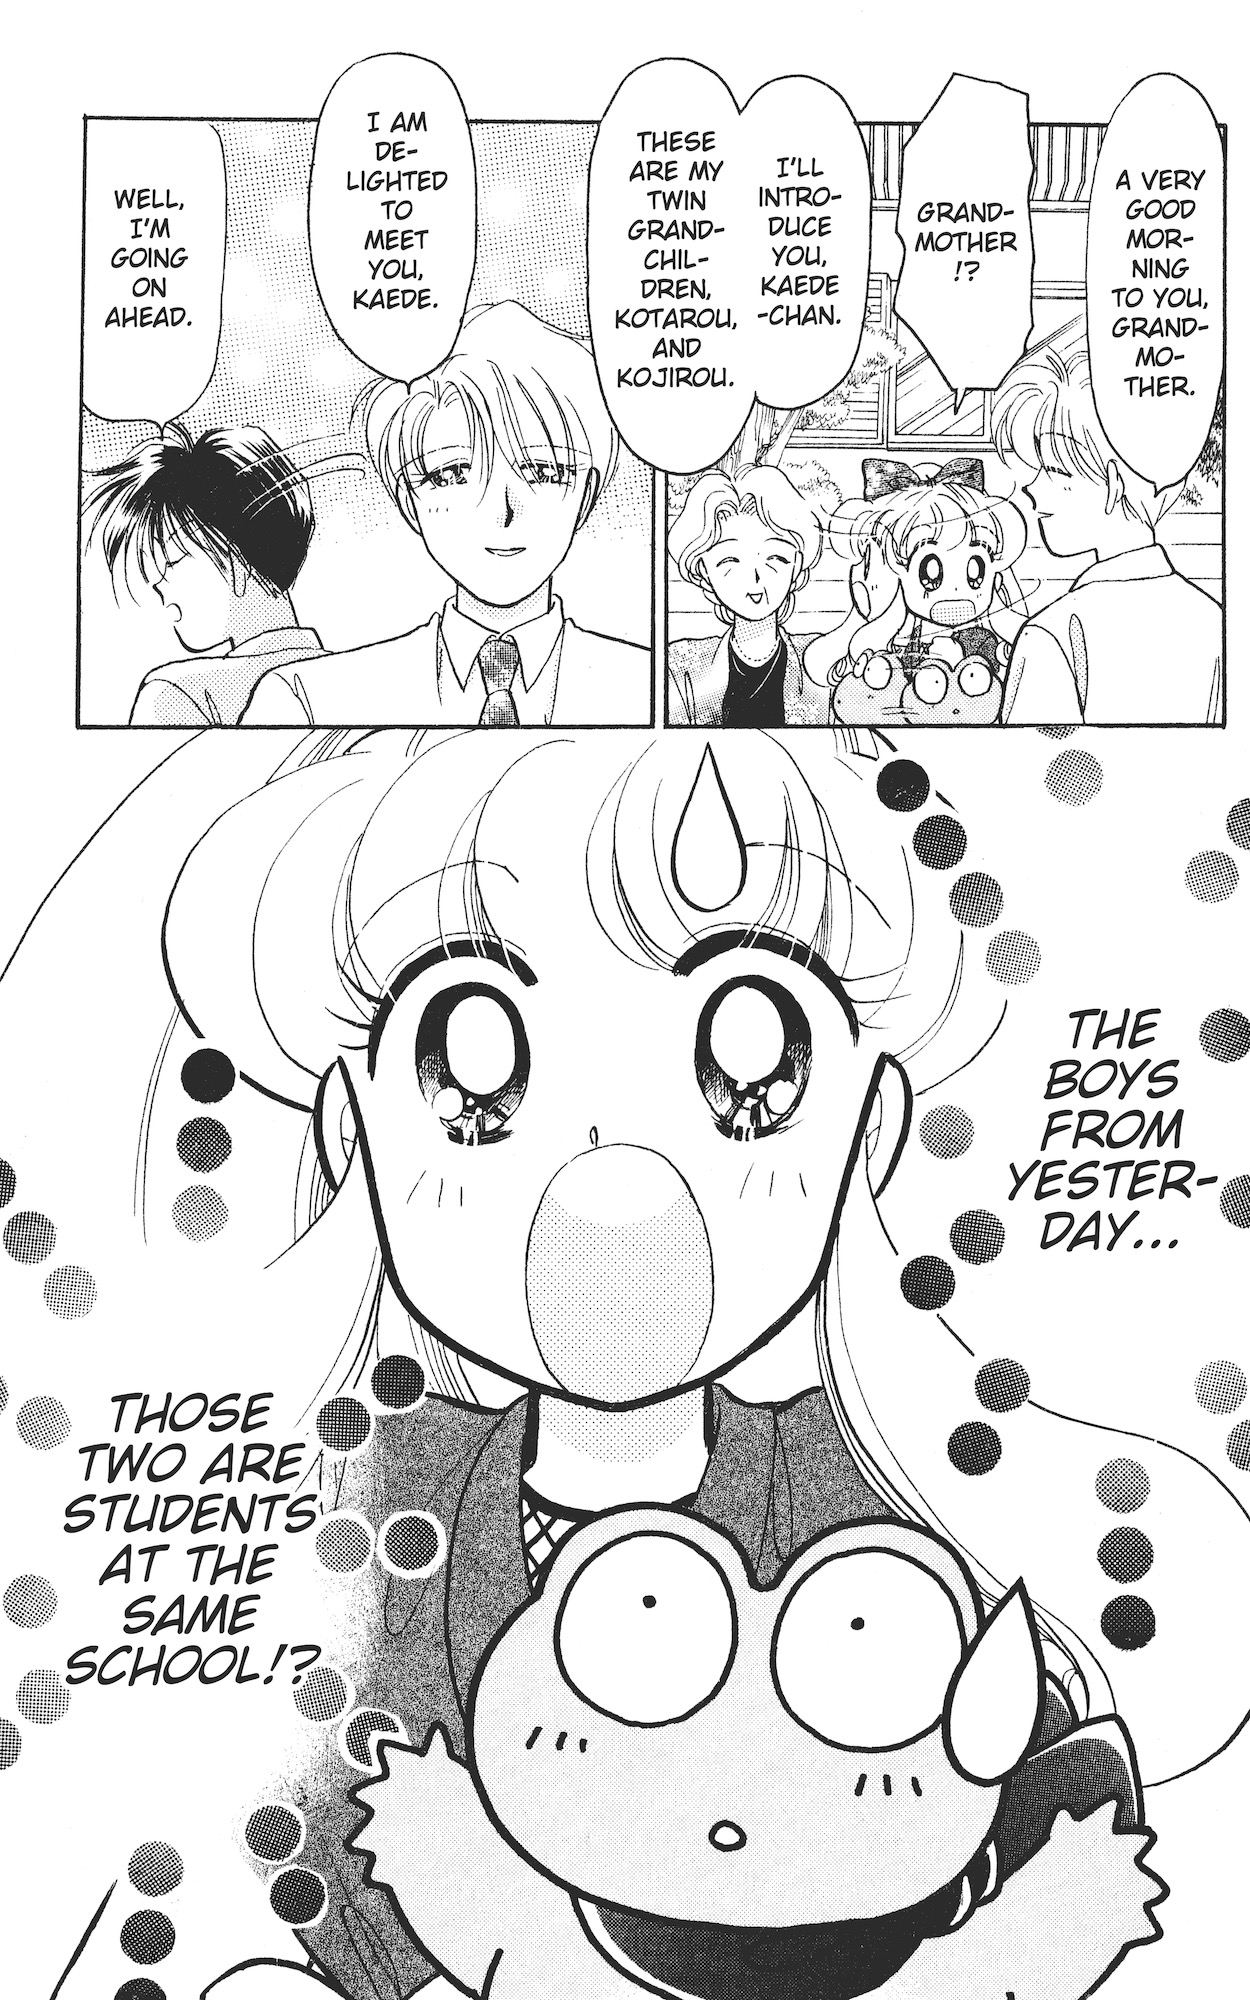 A VERY
GOOD
MOR-
NING
TO YOU,
GRAND-
MO-
THER.
GRAND-
MOTHER
!?
I'LL
INTRO-
DUCE
YOU,
KAEDE
-CHAN.
THESE
ARE MY
TWIN
GRAND-
CHIL-
DREN,
KOTAROU,
AND
KOJIROU.
I AM
DE-
LIGHTED
TO
MEET
YOU,
KAEDE.
WELL,
I'M
GOING
ON
AHEAD.
THE
BOYS
FROM
YESTER-
DAY...
THOSE
TWO ARE
STUDENTS
AT THE
SAME
SCHOOL!?